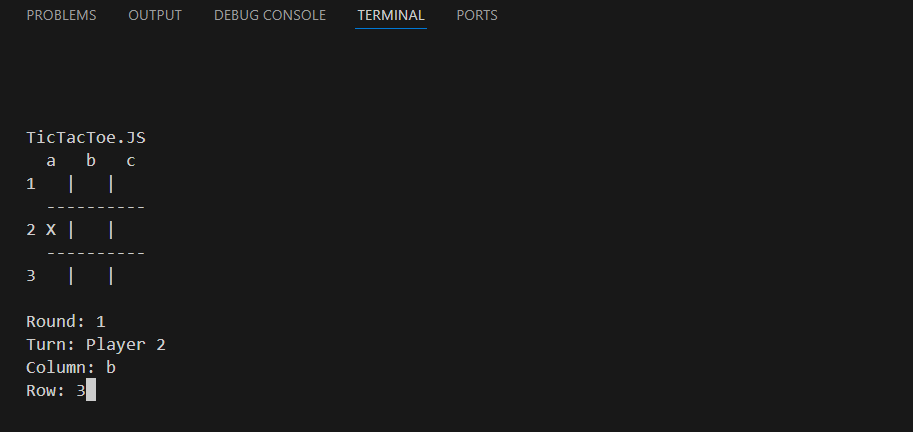 PROBLEMS OUTPUT DEBUG CONSOLE TERMINAL PORTS
TicTacToe.JS
  a   b   c
1   |   |
  ----------
2 X |   |
  ----------
3   |   |
Round: 1
Turn: Player 2
Column: b
Row: 3